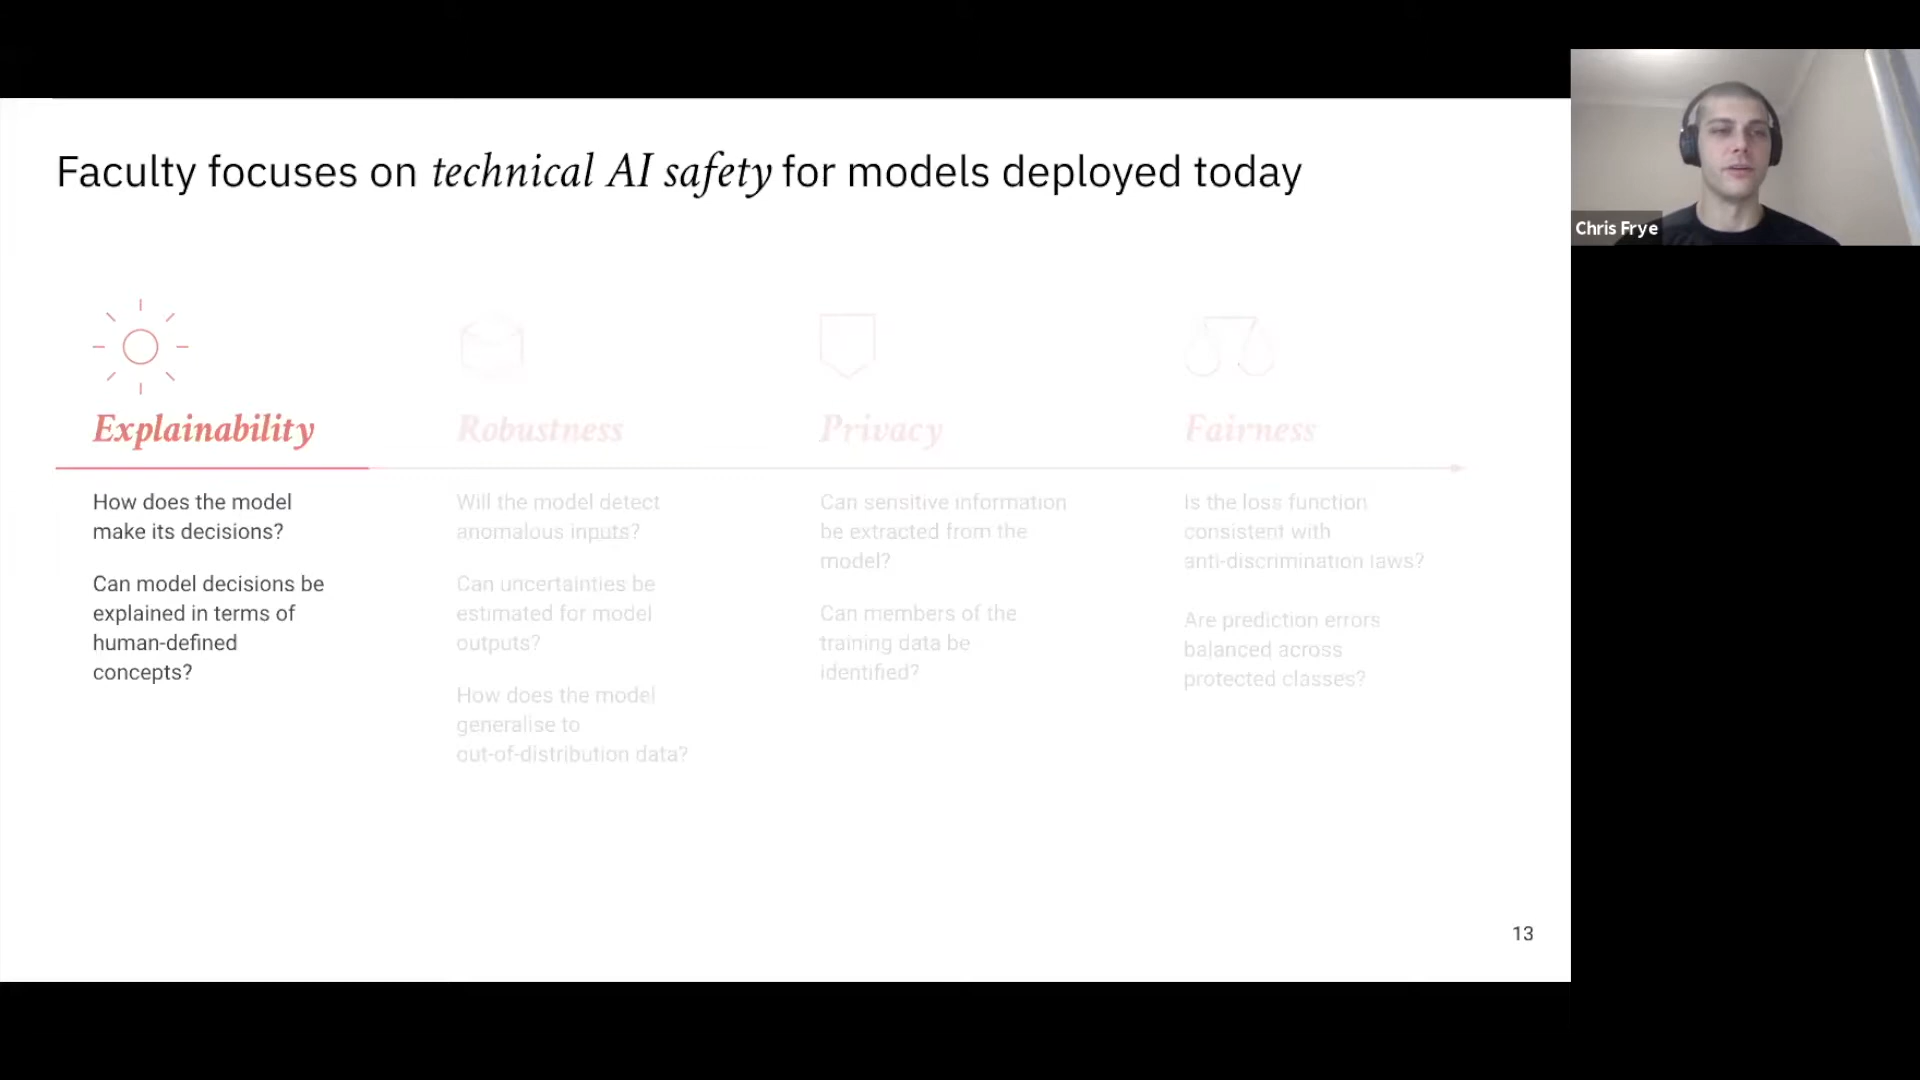 Faculty focuses on technical AI safety for models deployed today
Chris Frye
Explainability
How does the model
make its decisions?
Can model decisions be
explained in terms of
human-defined
concepts?
Robustness
Will the model detect
anomalous inputs?
Can uncertainties be
estimated for model
outputs?
How does the model
generalise to
out-of-distribution data?
Privacy
Can sensitive information
be extracted from the
model?
Can members of the
training data be
identified?
Fairness
Is the loss function
consistent with
anti-discrimination laws?
Are prediction errors
balanced across
protected classes?
13